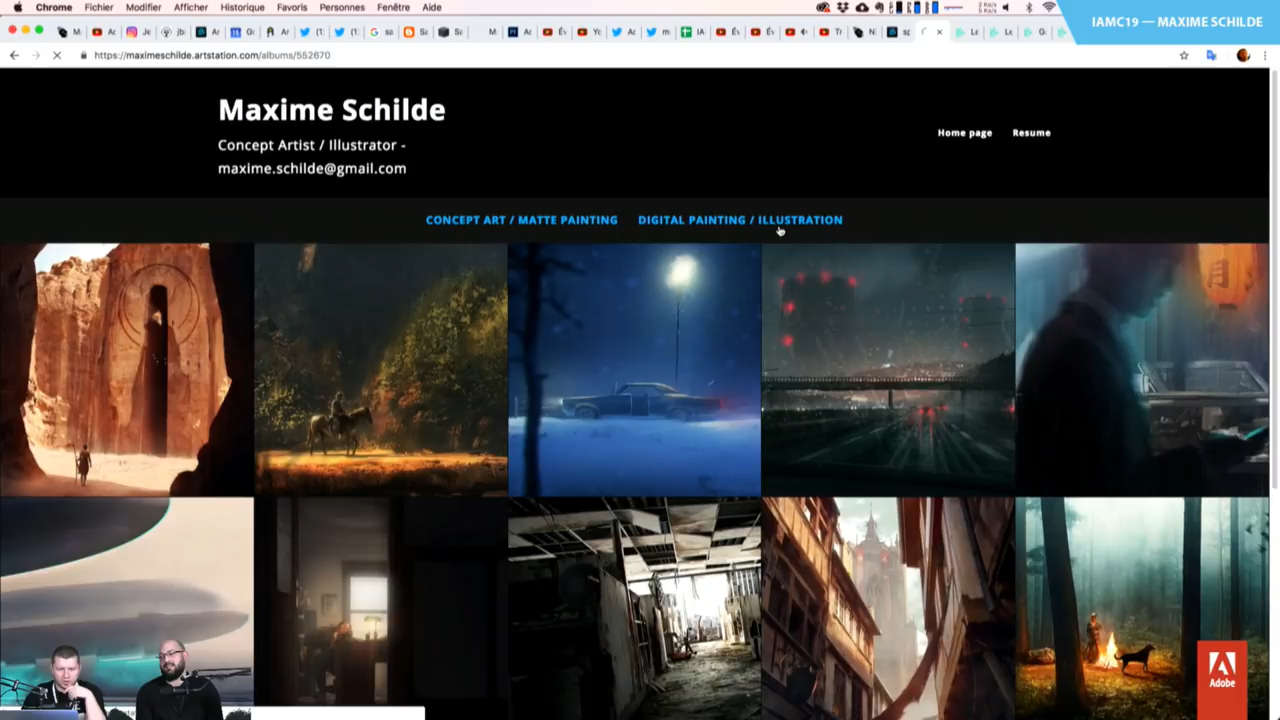 Chrome Fichier Modifier Afficher Historique Favoris Personnes Fenêtre Aide
IAMC19 — MAXIME SCHILDE
https://maximeschilde.artstation.com/albums/552670
Maxime Schilde
Concept Artist / Illustrator -
maxime.schilde@gmail.com
Home page Resume
CONCEPT ART / MATTE PAINTING DIGITAL PAINTING / ILLUSTRATION
月
Adobe